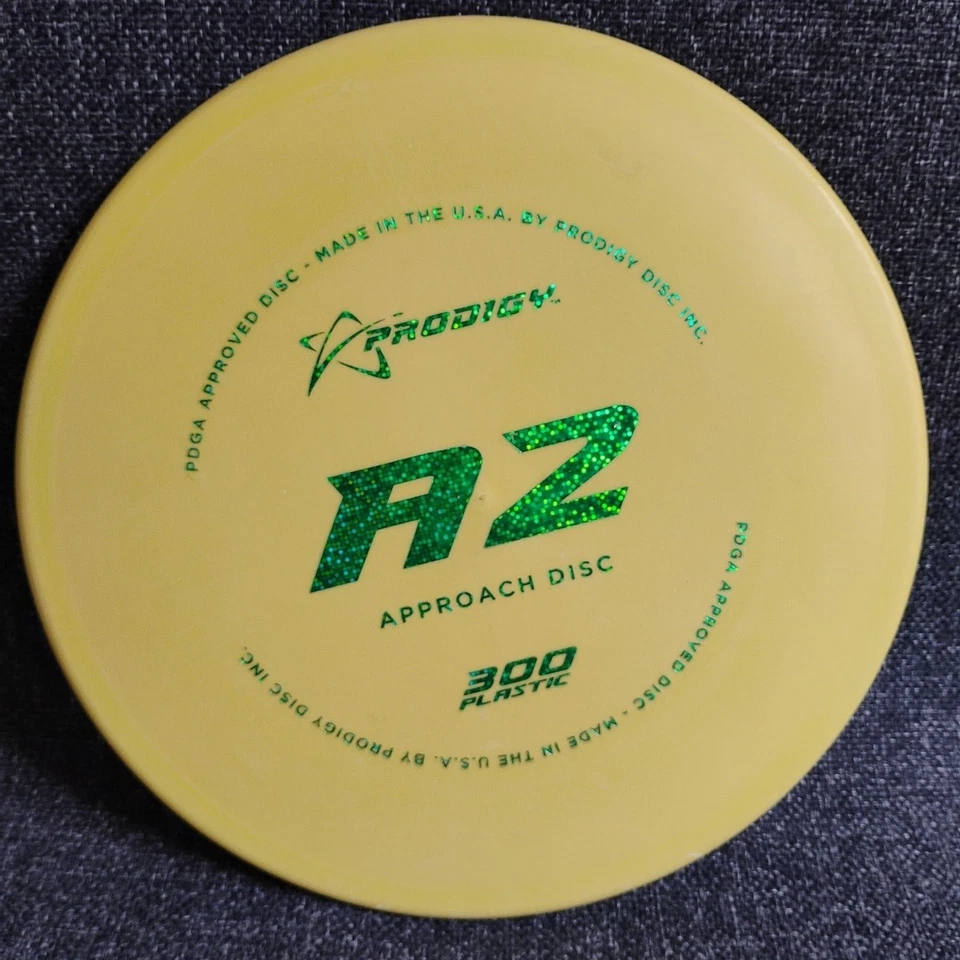 PDGA APPROVED DISC - MADE IN THE U.S.A. BY PRODIGY DISC INC.
PRODIGY™
A2
APPROACH DISC
300
PLASTIC
PDGA APPROVED DISC - MADE IN THE U.S.A. BY PRODIGY DISC INC.